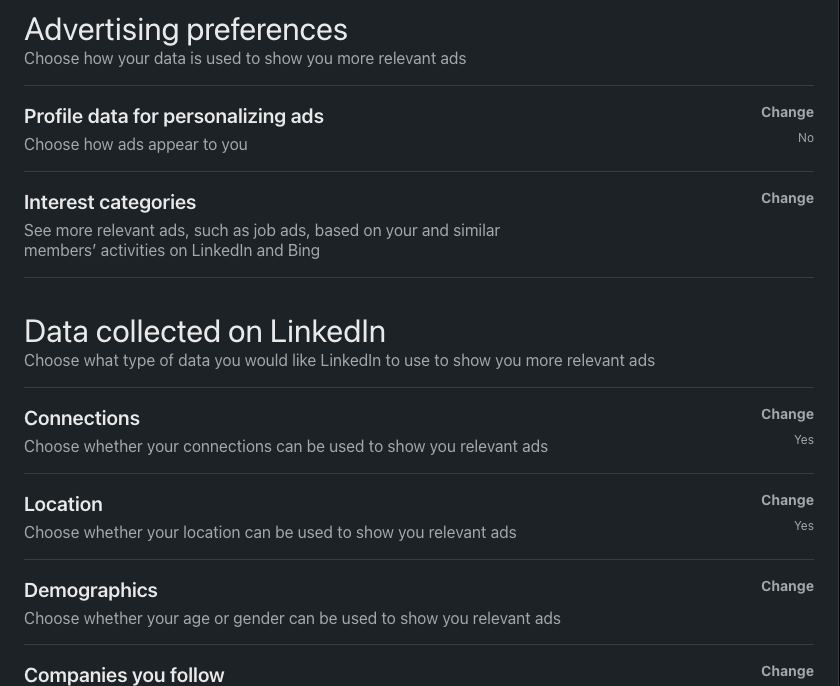 Advertising preferences
Choose how your data is used to show you more relevant ads
Profile data for personalizing ads
Change
Choose how ads appear to you
No
Interest categories
Change
See more relevant ads, such as job ads, based on your and similar
members’ activities on LinkedIn and Bing
Data collected on LinkedIn
Choose what type of data you would like LinkedIn to use to show you more relevant ads
Connections
Change
Choose whether your connections can be used to show you relevant ads
Yes
Location
Change
Choose whether your location can be used to show you relevant ads
Yes
Demographics
Change
Choose whether your age or gender can be used to show you relevant ads
Companies you follow
Change